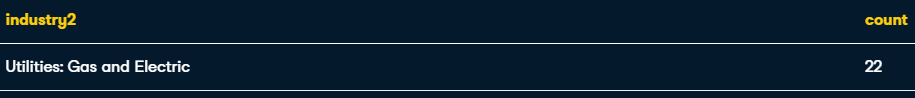 industry2 count
Utilities: Gas and Electric 22